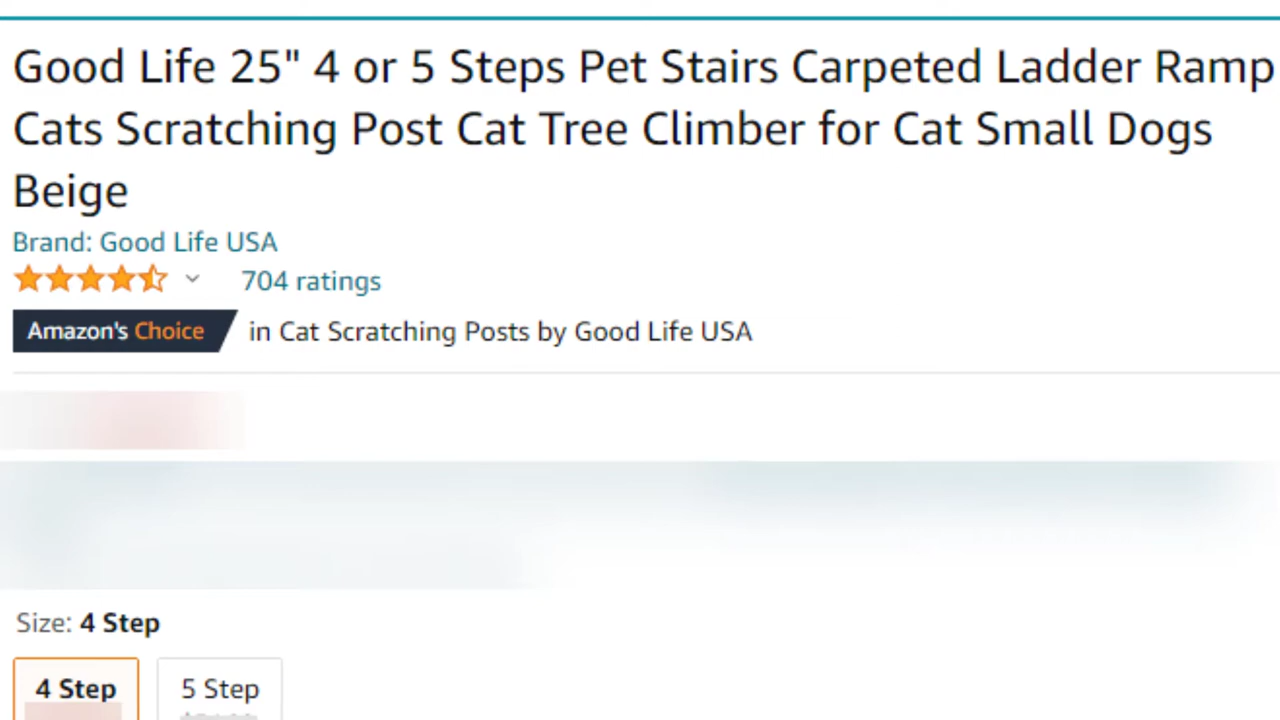 Good Life 25" 4 or 5 Steps Pet Stairs Carpeted Ladder Ramp
Cats Scratching Post Cat Tree Climber for Cat Small Dogs
Beige
Brand: Good Life USA
704 ratings
Amazon's Choice in Cat Scratching Posts by Good Life USA
Size: 4 Step
4 Step 5 Step